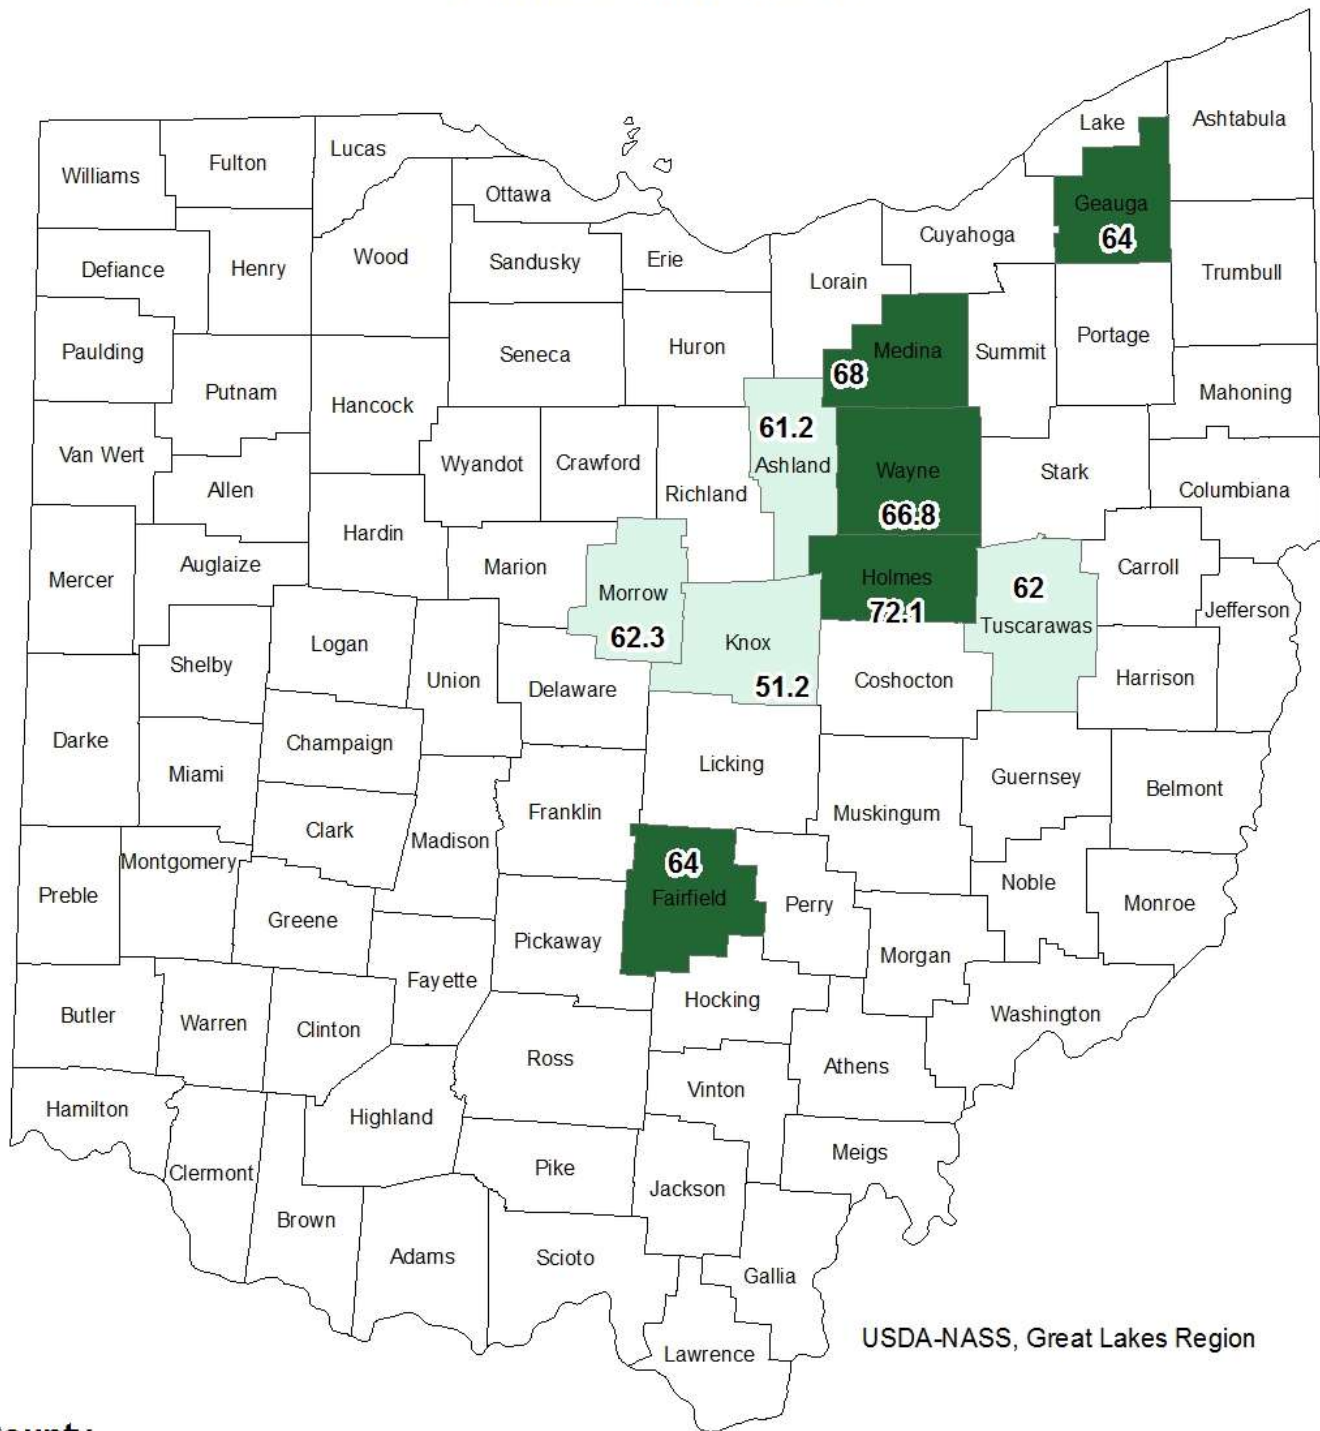 Lake
Ashtabula
Geauga
64
Williams
Fulton
Lucas
Ottawa
Cuyahoga
Defiance
Henry
Wood
Sandusky
Erie
Lorain
Trumbull
Paulding
Putnam
Hancock
Seneca
Huron
Medina
68
Summit
Portage
Mahoning
Van Wert
Allen
Wyandot
Crawford
Richland
61.2
Ashland
Wayne
66.8
Stark
Columbiana
Mercer
Auglaize
Hardin
Marion
Morrow
62.3
Knox
51.2
Holmes
72.1
62
Tuscarawas
Carroll
Jefferson
Harrison
Shelby
Logan
Union
Delaware
Coshocton
Darke
Miami
Champaign
Licking
Guernsey
Belmont
Clark
Madison
Franklin
Muskingum
Preble
Montgomery
Greene
64
Fairfield
Perry
Noble
Monroe
Pickaway
Morgan
Fayette
Hocking
Washington
Butler
Warren
Clinton
Ross
Vinton
Athens
Hamilton
Highland
Clermont
Pike
Jackson
Meigs
Brown
Adams
Scioto
Gallia
Lawrence
USDA-NASS, Great Lakes Region